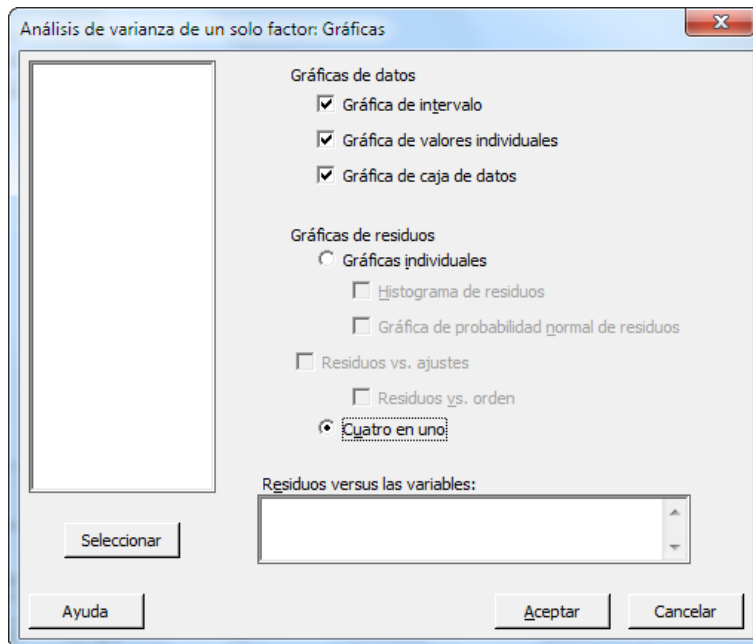 Análisis de varianza de un solo factor: Gráficas
Gráficas de datos
Gráfica de intervalo
Gráfica de valores individuales
Gráfica de caja de datos
Gráficas de residuos
Gráficas individuales
Histograma de residuos
Gráfica de probabilidad normal de residuos
Residuos vs. ajustes
Residuos vs. orden
Cuatro en uno
Residuos versus las variables:
Seleccionar
Ayuda
Aceptar
Cancelar